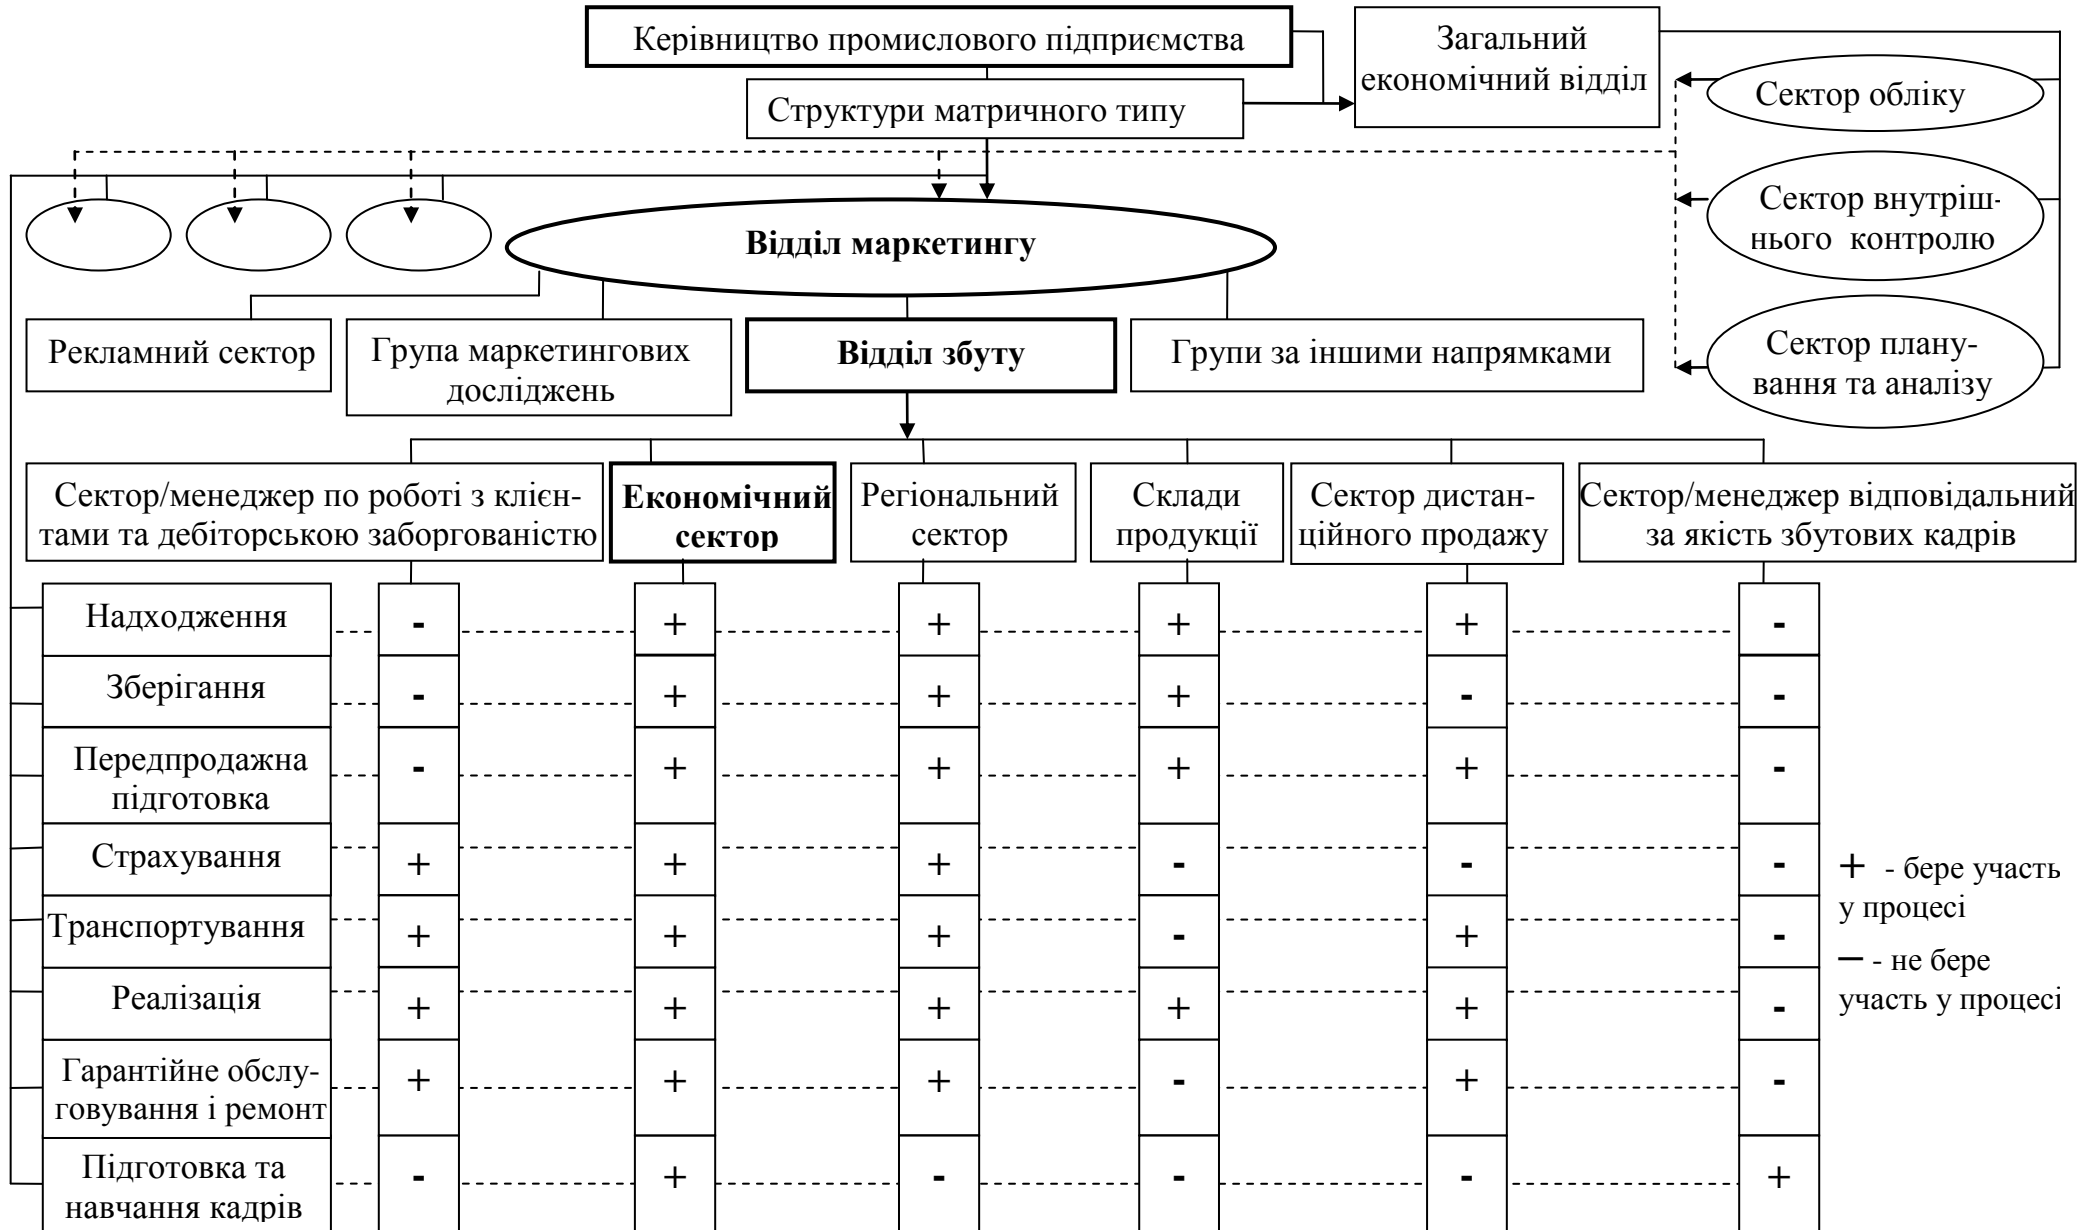 Керівництво промислового підприємства
Загальний
економічний відділ
Структури матричного типу
Сектор обліку
Сектор внутріш-
нього контролю
Сектор плану-
вання та аналізу
Відділ маркетингу
Рекламний сектор
Група маркетингових
досліджень
Відділ збуту
Групи за іншими напрямками
Сектор/менеджер по роботі з клієн-
тами та дебіторською заборгованістю
Економічний
сектор
Регіональний
сектор
Склади
продукції
Сектор дистан-
ційного продажу
Сектор/менеджер відповідальний
за якість збутових кадрів
Надходження - + + + + -
Зберігання - + + + - -
Передпродажна
підготовка - + + + + -
Страхування + + + - - -
Транспортування + + + - + -
Реалізація + + + + + -
Гарантійне обслу-
говування і ремонт + + + - + -
Підготовка та
навчання кадрів - + - - - +
+ - бере участь
у процесі
– - не бере
участь у процесі